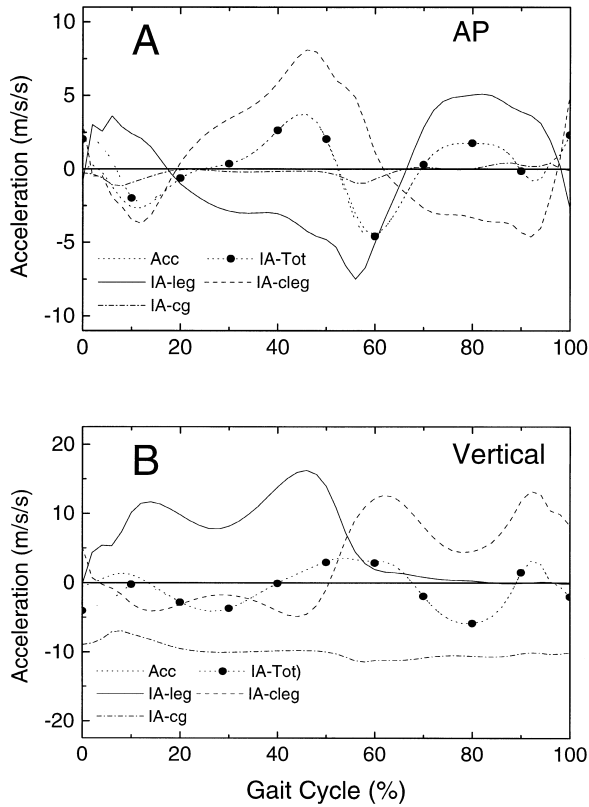 A
AP
Acceleration (m/s/s)
10
5
0
-5
-10
Acc
IA-Tot
IA-leg
IA-cleg
IA-cg
0
20
40
60
80
100
B
Vertical
Acceleration (m/s/s)
20
10
0
-10
-20
Acc
IA-Tot)
IA-leg
IA-cleg
IA-cg
0
20
40
60
80
100
Gait Cycle (%)